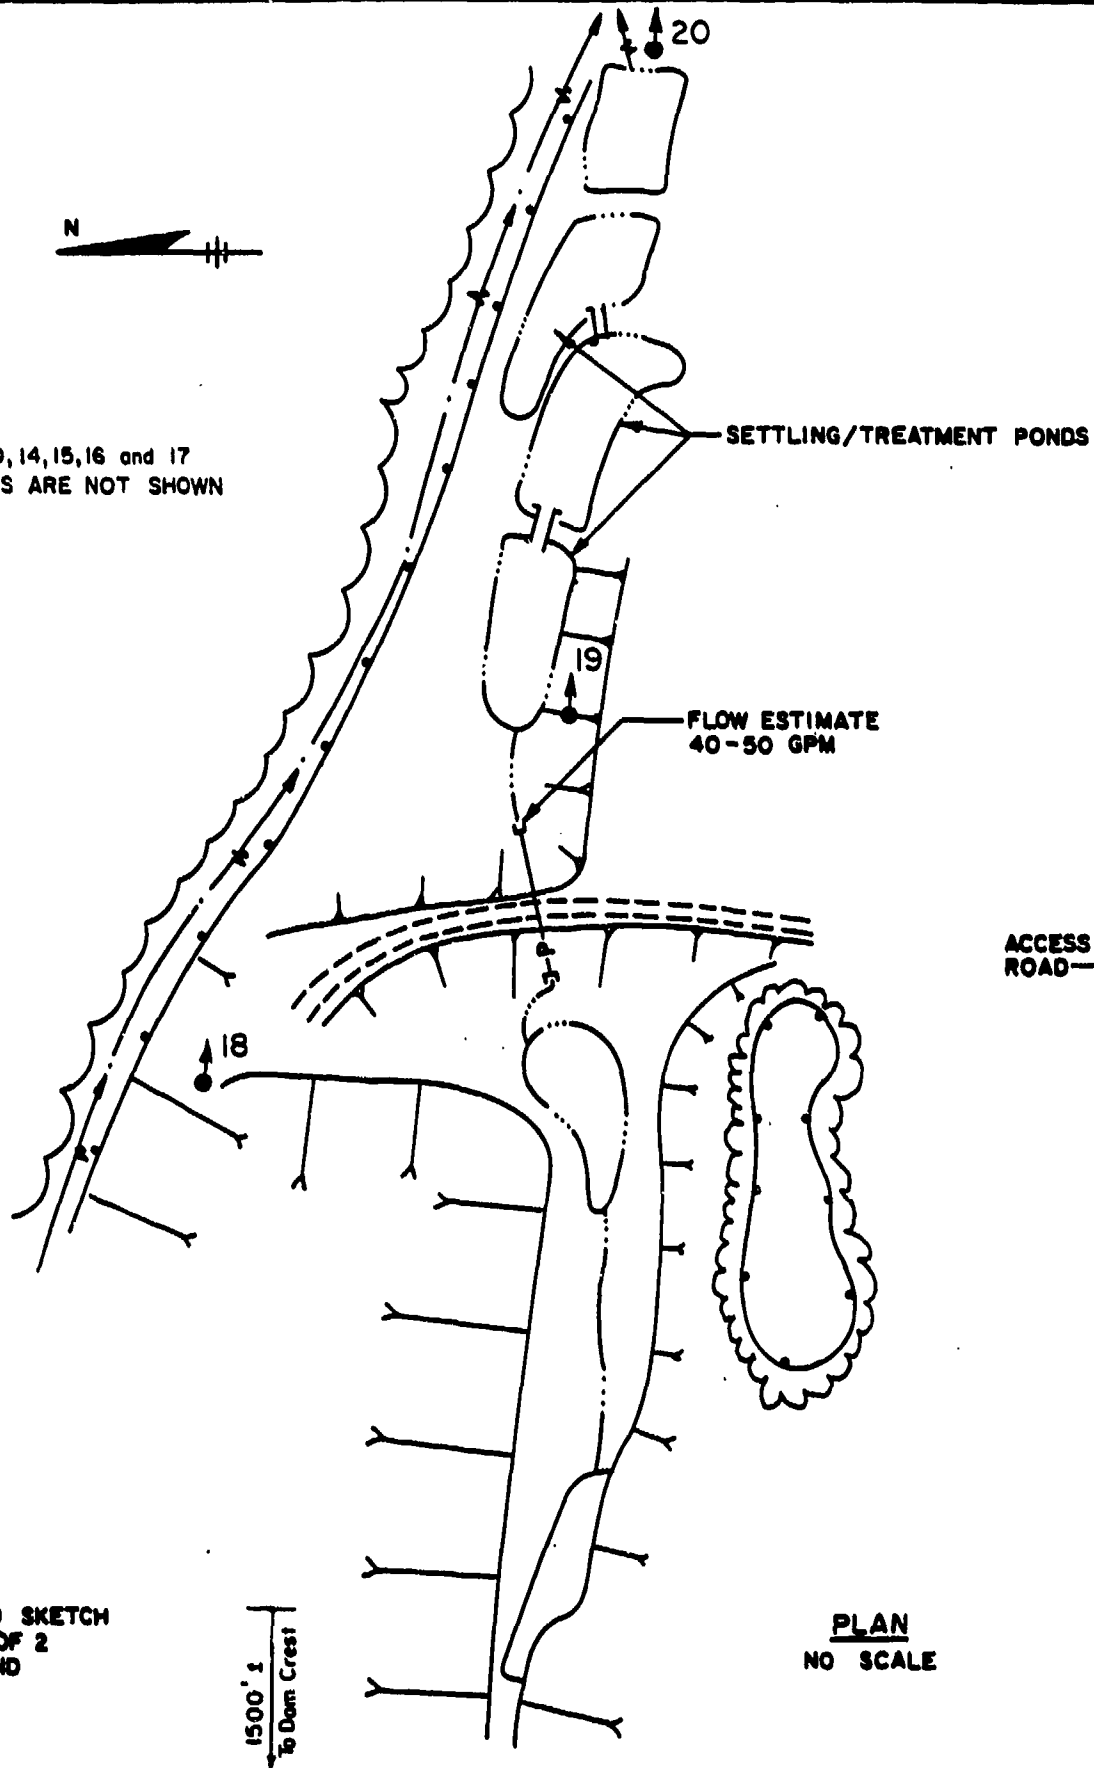 20
N
, 14, 15, 16 and 17
S ARE NOT SHOWN
SETTLING/TREATMENT PONDS
19
FLOW ESTIMATE
40-50 GPM
P
ACCESS
ROAD
18
SKETCH
OF 2
PLAN
NO SCALE
1500' ±
To Dam Crest